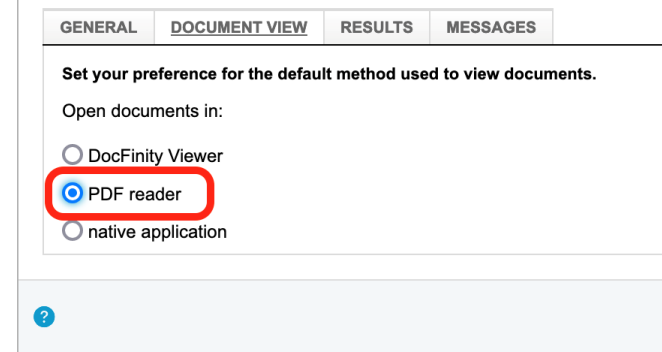 GENERAL DOCUMENT VIEW RESULTS MESSAGES
Set your preference for the default method used to view documents.
Open documents in:
DocFinity Viewer
PDF reader
native application
?